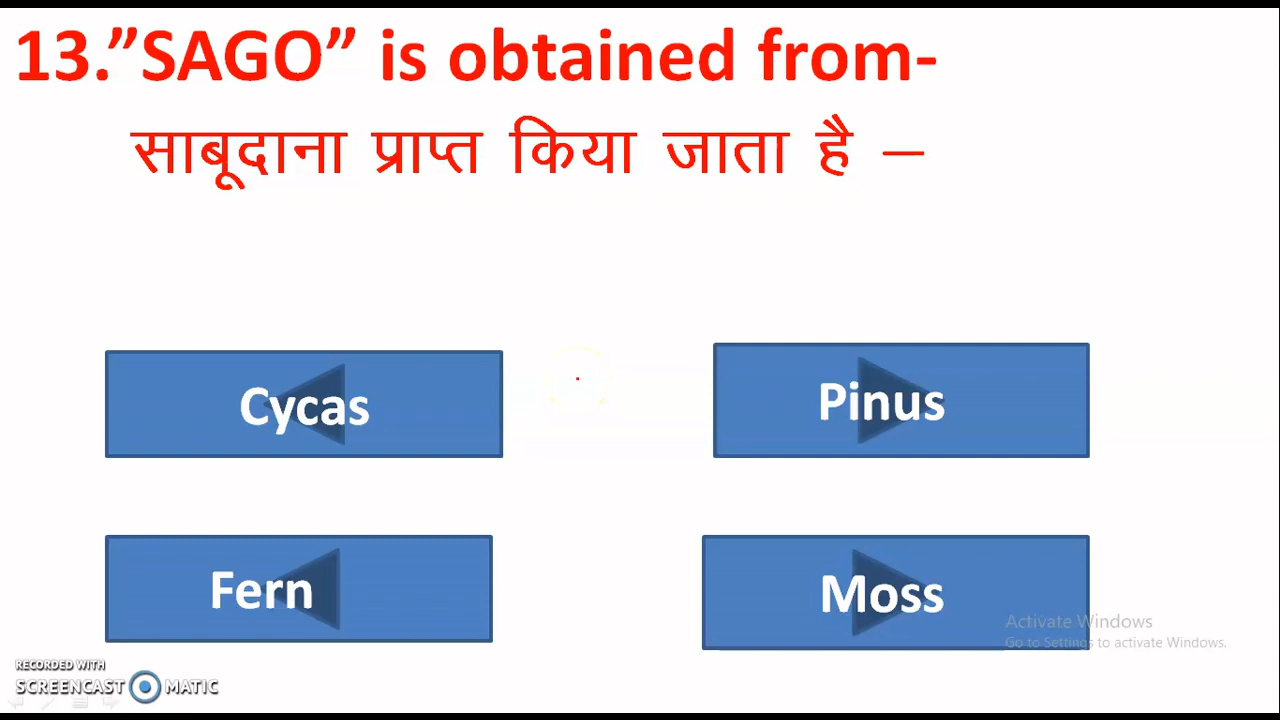 13.”SAGO” is obtained from-
साबूदाना प्राप्त किया जाता है –
Cycas
Pinus
Fern
Moss
Activate Windows
Go to Settings to activate Windows.
RECORDED WITH
SCREENCAST MATIC